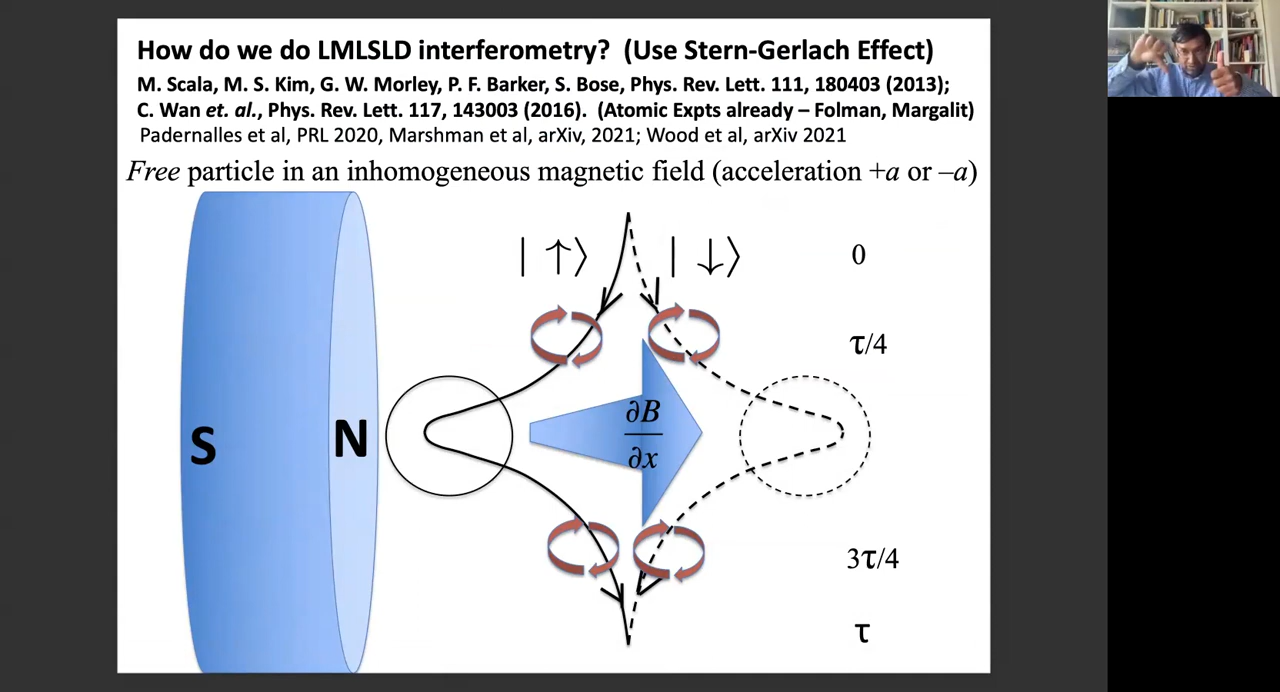 How do we do LMLSLD interferometry? (Use Stern-Gerlach Effect)
M. Scala, M. S. Kim, G. W. Morley, P. F. Barker, S. Bose, Phys. Rev. Lett. 111, 180403 (2013);
C. Wan et. al., Phys. Rev. Lett. 117, 143003 (2016). (Atomic Expts already – Folman, Margalit)
Padernalles et al, PRL 2020, Marshman et al, arXiv, 2021; Wood et al, arXiv 2021
Free particle in an inhomogeneous magnetic field (acceleration +a or –a)
| ↑⟩ | ↓⟩ 0
τ/4
∂B
∂x
S N
3τ/4
τ